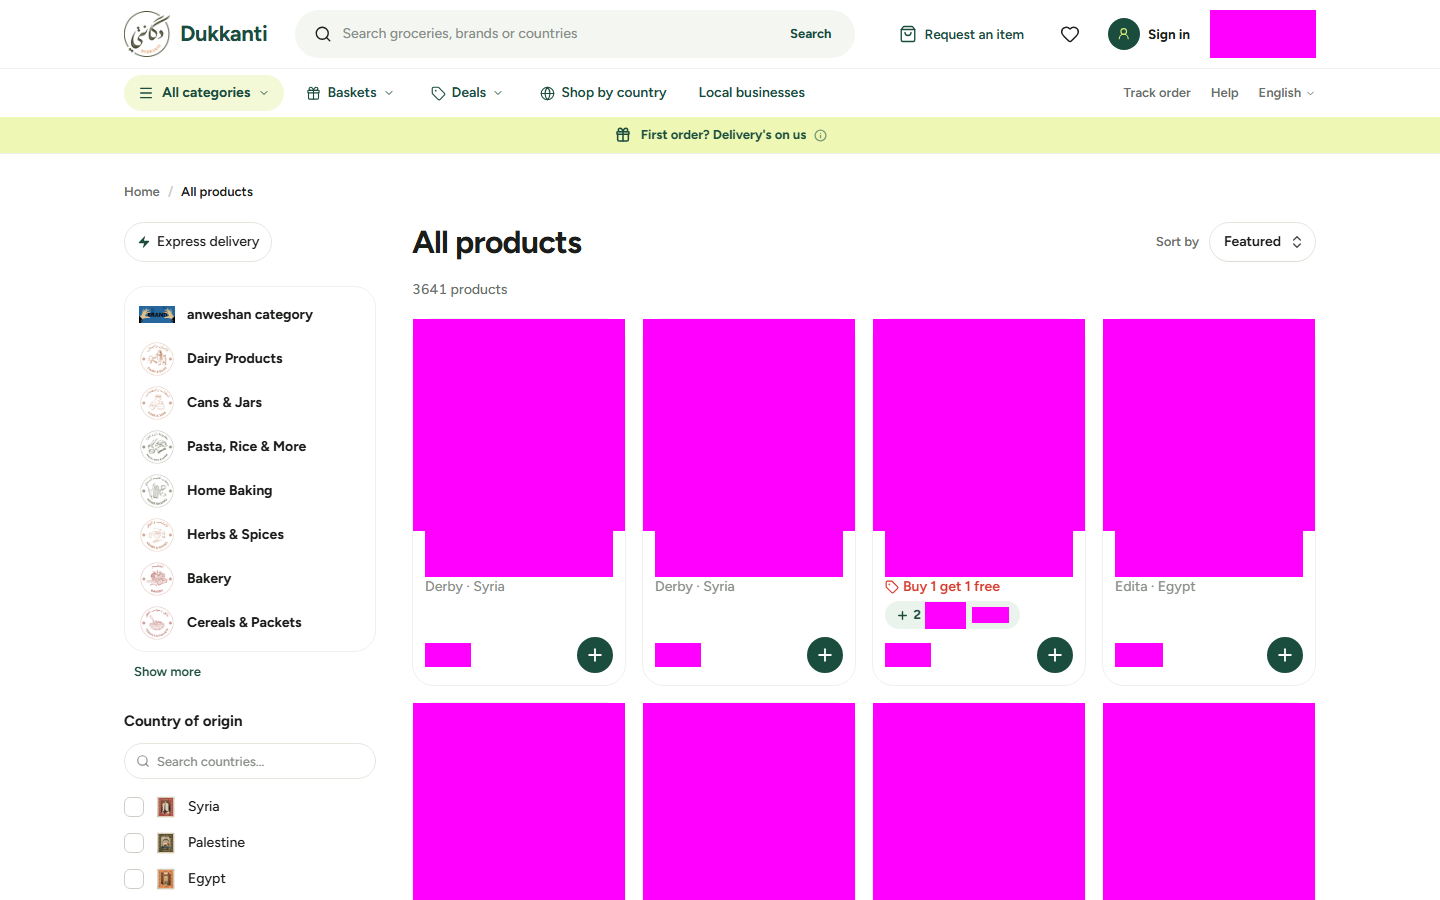 دكانتي
Dukkanti
Search groceries, brands or countries
Search
Request an item
Sign in
All categories
Baskets
Deals
Shop by country
Local businesses
Track order
Help
English
First order? Delivery's on us
Home / All products
Express delivery
All products
Sort by
Featured
3641 products
anweshan category
Dairy Products
Cans & Jars
Pasta, Rice & More
Home Baking
Herbs & Spices
Bakery
Cereals & Packets
Show more
Country of origin
Search countries...
Syria
Palestine
Egypt
Derby · Syria
Derby · Syria
Buy 1 get 1 free
+ 2
Edita · Egypt